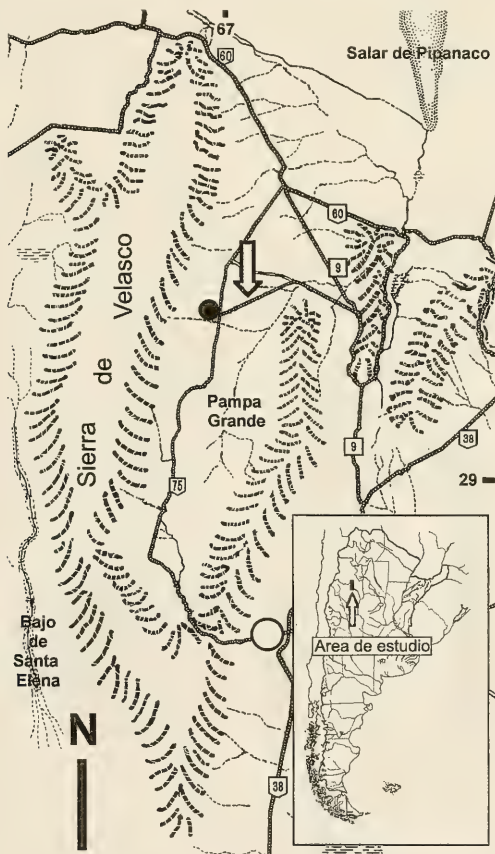 67
60
Salar de Pipanaco
60
9
Sierra de Velasco
Pampa
Grande
38
9
29
75
Area de estudio
Bajo
de
Santa
Elena
N
38